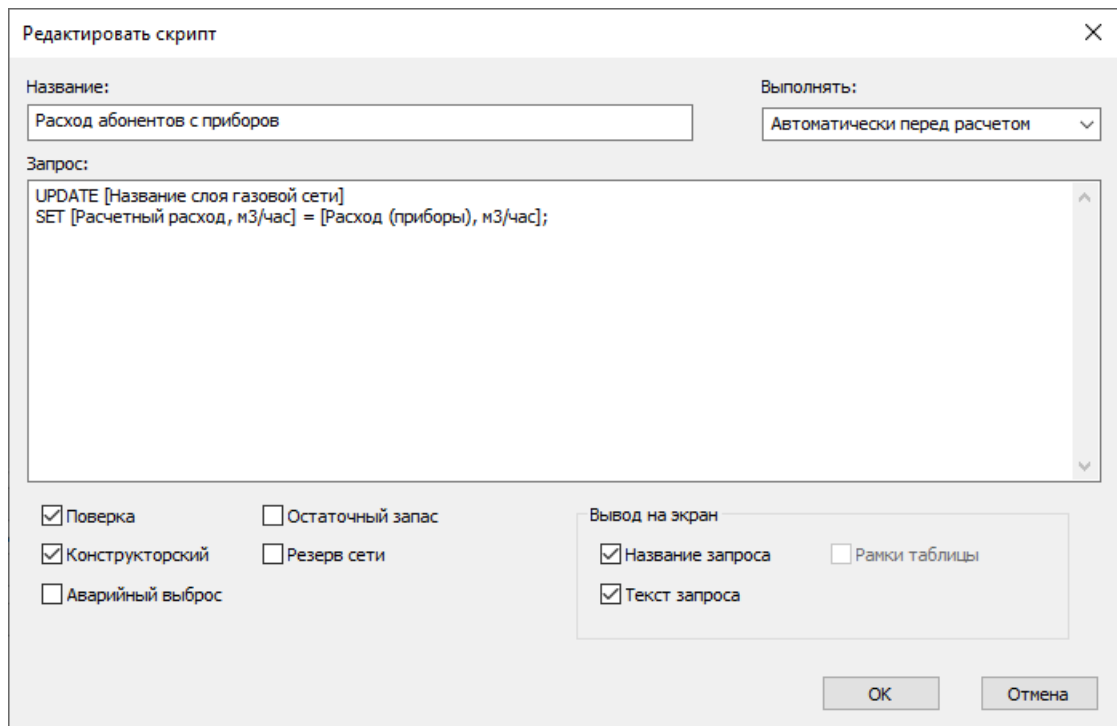 Редактировать скрипт
Название:
Выполнять:
Расход абонентов с приборов
Автоматически перед расчетом
Запрос:
UPDATE [Название слоя газовой сети]
SET [Расчетный расход, м3/час] = [Расход (приборы), м3/час];
Поверка
Остаточный запас
Вывод на экран
Конструкторский
Резерв сети
Название запроса
Рамки таблицы
Аварийный выброс
Текст запроса
OK
Отмена